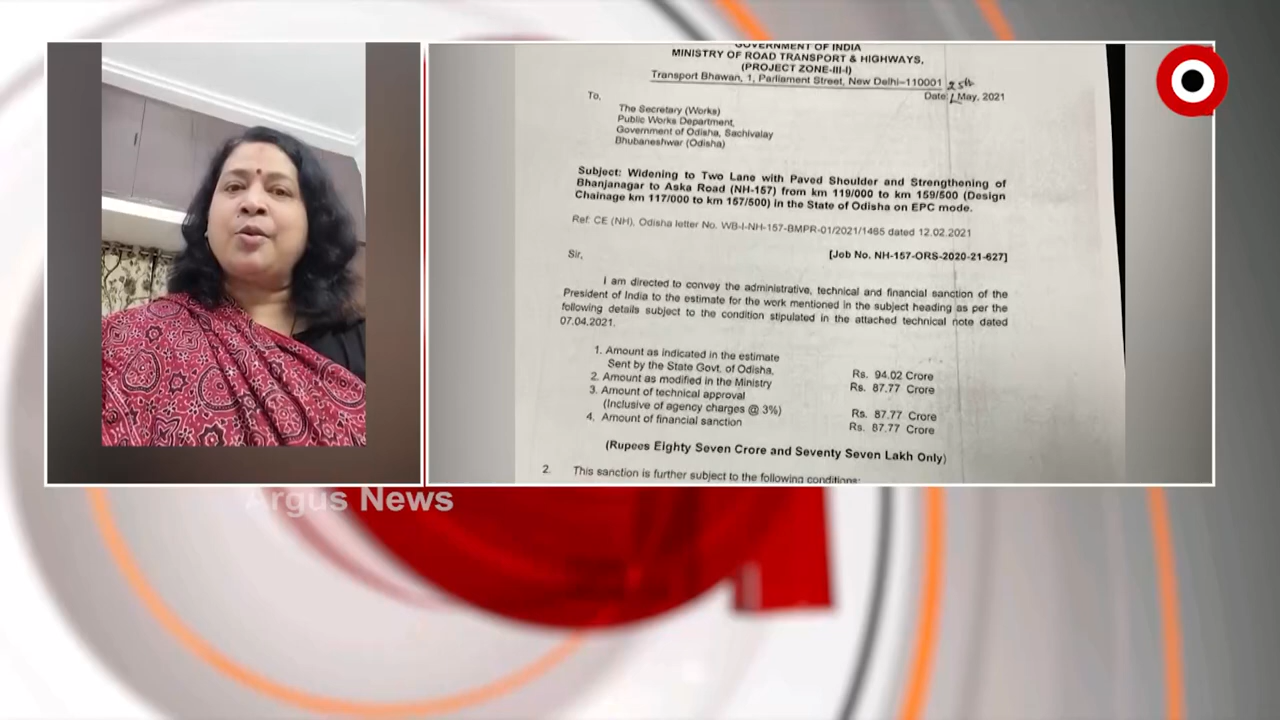 GOVERNMENT OF INDIA
MINISTRY OF ROAD TRANSPORT & HIGHWAYS,
(PROJECT ZONE-III-I)
Transport Bhawan, 1, Parliament Street, New Delhi–110001
25th
Date: May, 2021
To,
The Secretary (Works)
Public Works Department,
Government of Odisha, Sachivalay
Bhubaneshwar (Odisha)
Subject: Widening to Two Lane with Paved Shoulder and Strengthening of
Bhanjanagar to Aska Road (NH-157) from km 119/000 to km 159/500 (Design
Chainage km 117/000 to km 157/500) in the State of Odisha on EPC mode.
Ref: CE (NH), Odisha letter No. WB-I-NH-157-BMPR-01/2021/1485 dated 12.02.2021
Sir,
[Job No. NH-157-ORS-2020-21-627]
I am directed to convey the administrative, technical and financial sanction of the
President of India to the estimate for the work mentioned in the subject heading as per the
following details subject to the condition stipulated in the attached technical note dated
07.04.2021.
1. Amount as indicated in the estimate
Sent by the State Govt. of Odisha, Rs. 94.02 Crore
2. Amount as modified in the Ministry Rs. 87.77 Crore
3. Amount of technical approval
(Inclusive of agency charges @ 3%) Rs. 87.77 Crore
4. Amount of financial sanction Rs. 87.77 Crore
(Rupees Eighty Seven Crore and Seventy Seven Lakh Only)
2. This sanction is further subject to the following conditions:
Argus News